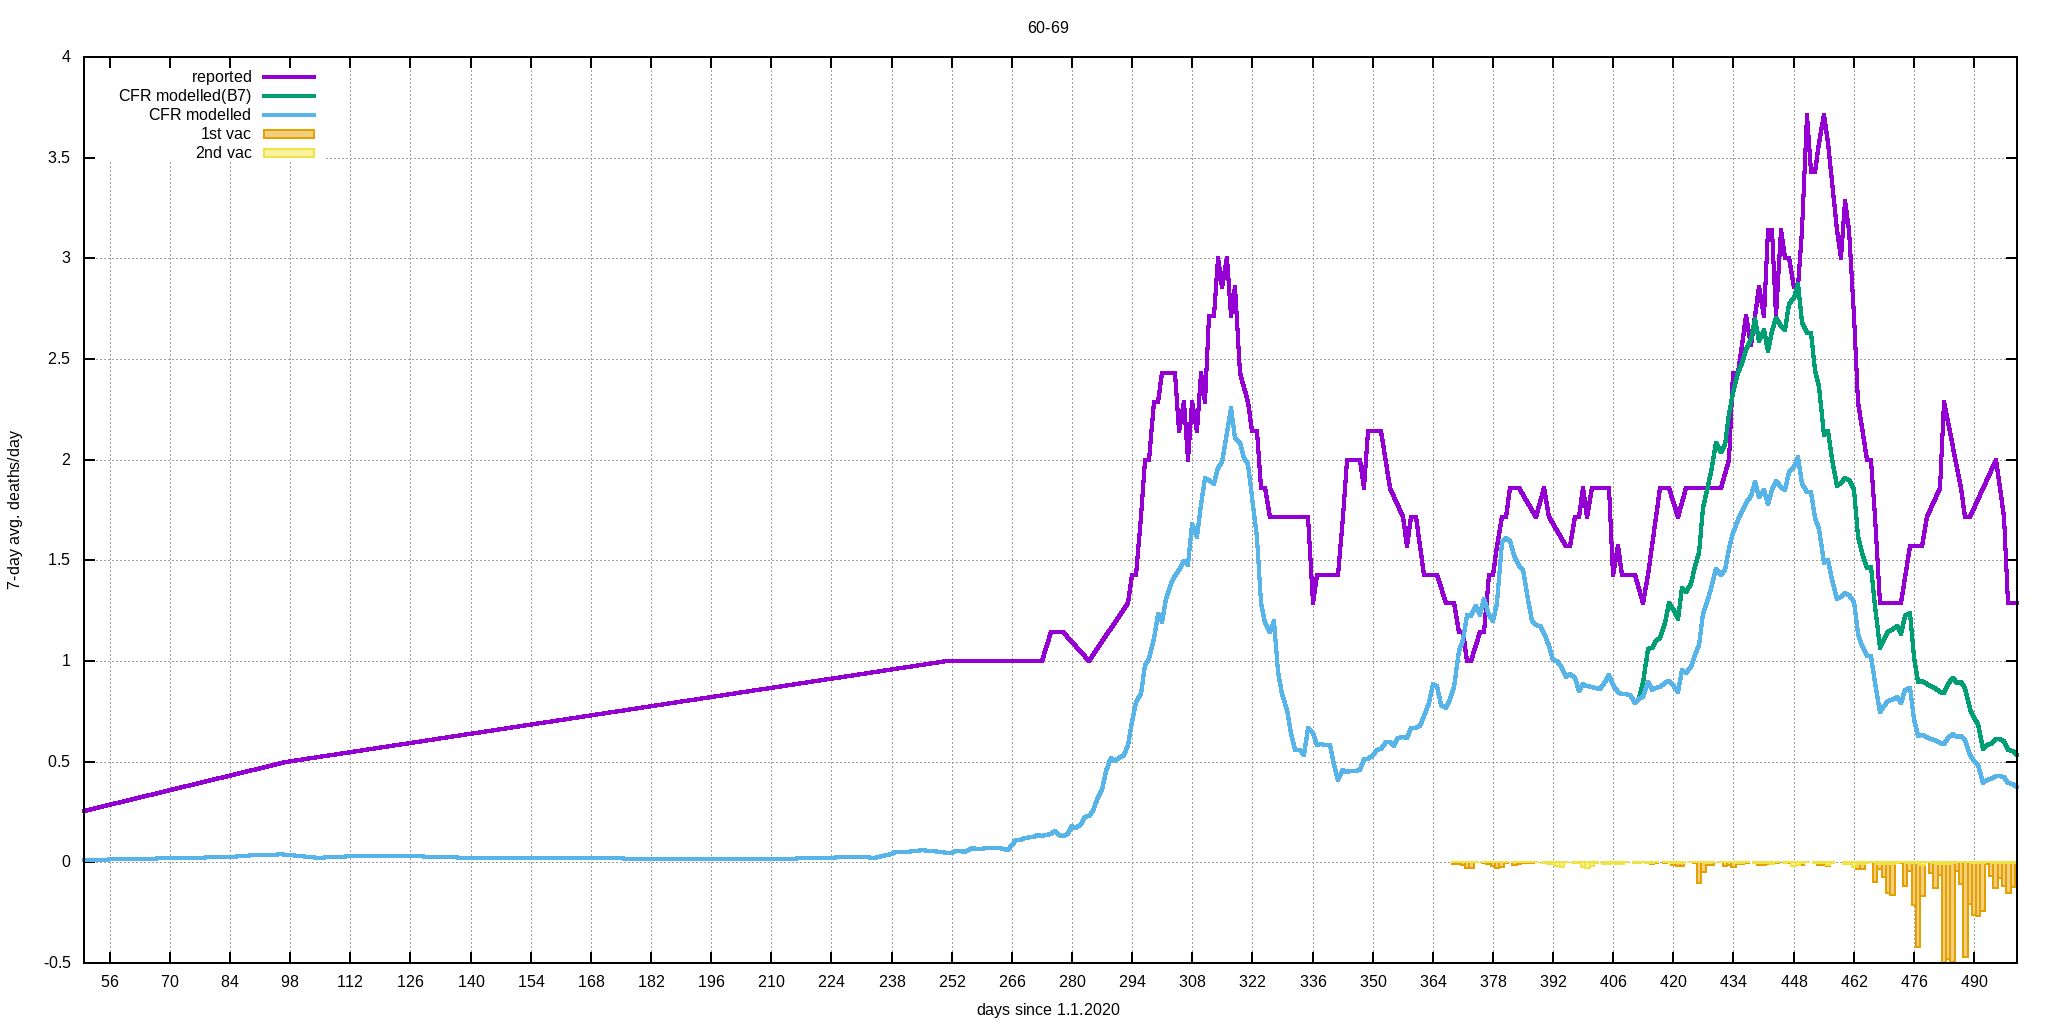 60-69
reported
CFR modelled(B7)
CFR modelled
1st vac
2nd vac
4
3.5
3
2.5
2
1.5
1
0.5
0
-0.5
7-day avg. deaths/day
56 70 84 98 112 126 140 154 168 182 196 210 224 238 252 266 280 294 308 322 336 350 364 378 392 406 420 434 448 462 476 490
days since 1.1.2020